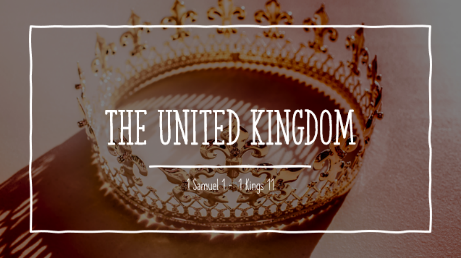 THE UNITED KINGDOM
1 Samuel 1 - 1 Kings 11